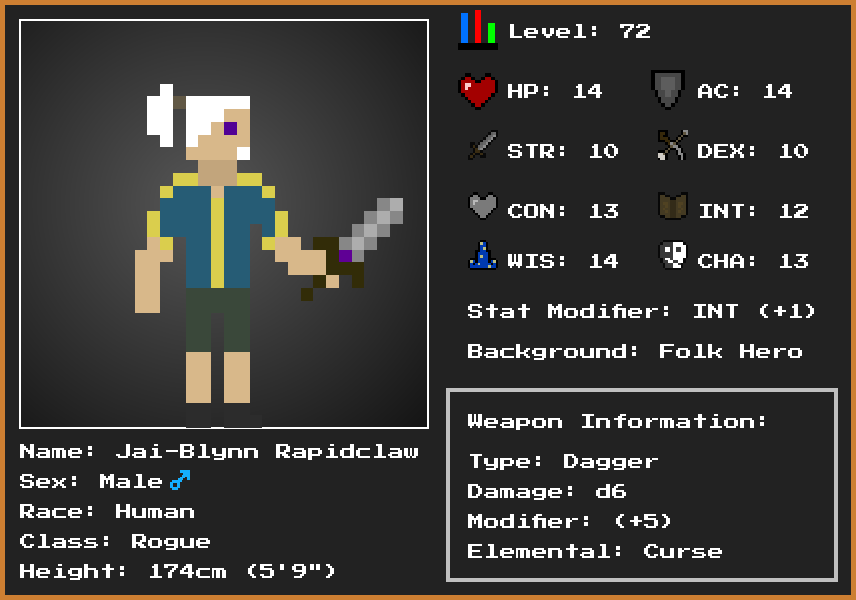 Level: 72
HP: 14
AC: 14
STR: 10
DEX: 10
CON: 13
INT: 12
WIS: 14
CHA: 13
Stat Modifier: INT (+1)
Background: Folk Hero
Weapon Information:
Type: Dagger
Damage: d6
Modifier: (+5)
Elemental: Curse
Name: Jai-Blynn Rapidclaw
Sex: Male ♂
Race: Human
Class: Rogue
Height: 174cm (5'9")